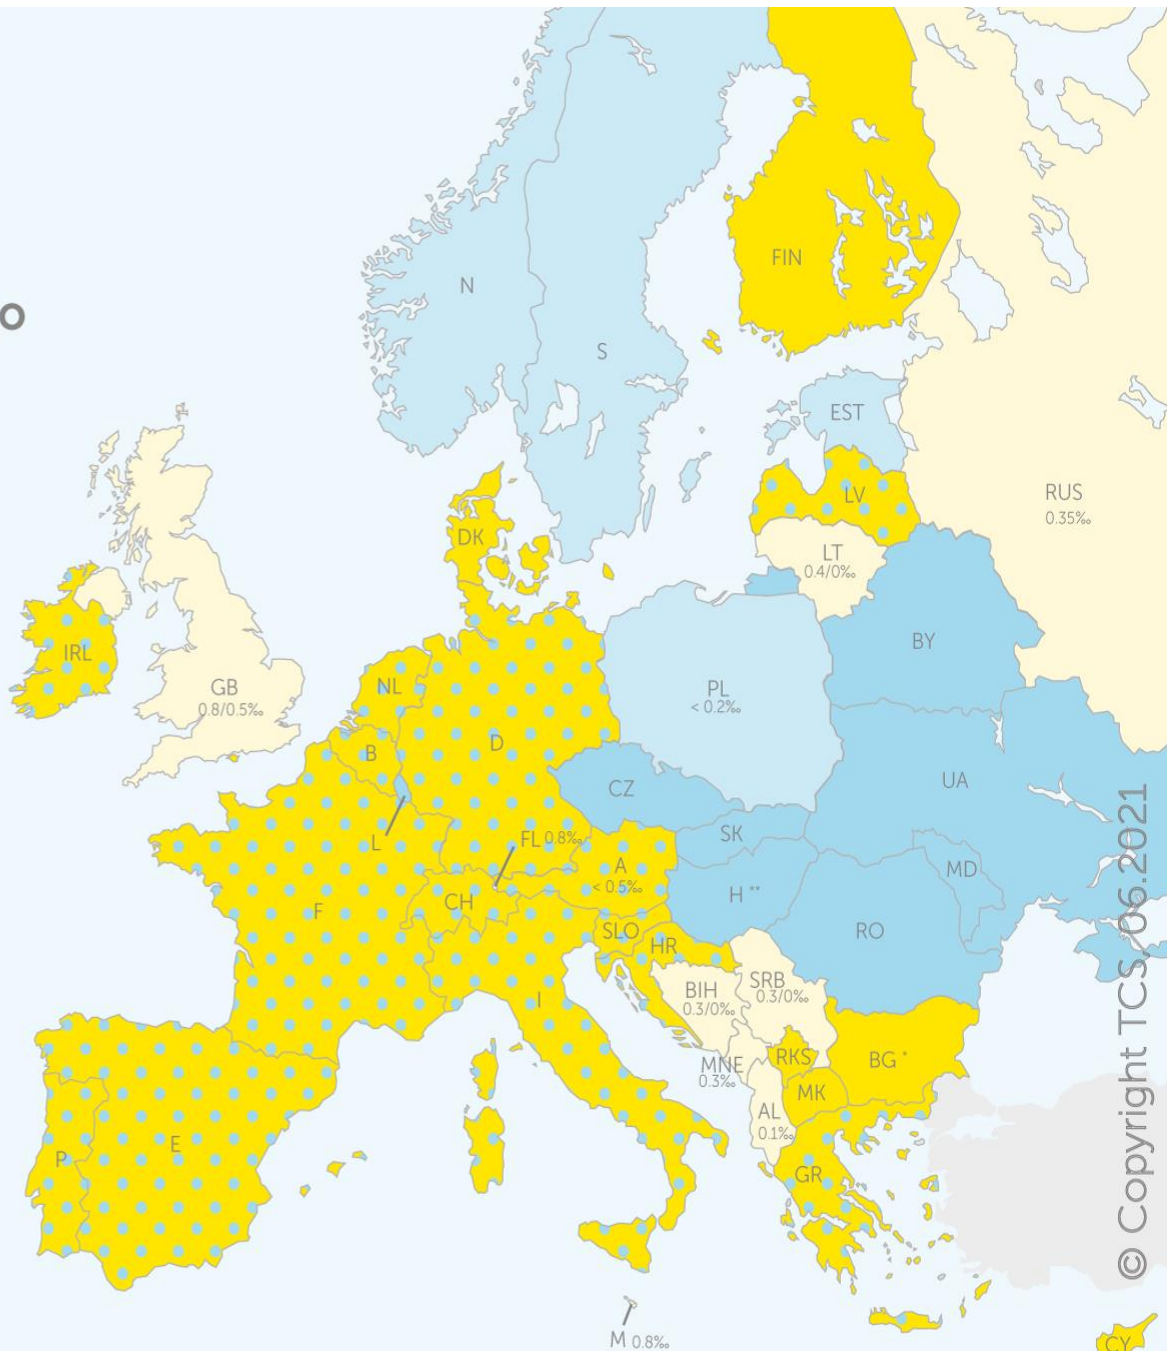 N
FIN
o
S
EST
LV
RUS
0.35‰
DK
LT
0.4/0‰
IRL
BY
GB
0.8/0.5‰
NL
PL
< 0.2‰
D
B
CZ
UA
L
FL 0.8‰
SK
A
< 0.5‰
MD
H **
CH
F
SLO
HR
RO
I
BIH
0.3/0‰
SRB
0.3/0‰
MNE
0.3‰
RKS
BG *
MK
AL
0.1‰
P
E
GR
M 0.8‰
CY
© Copyright TCS/06.2021